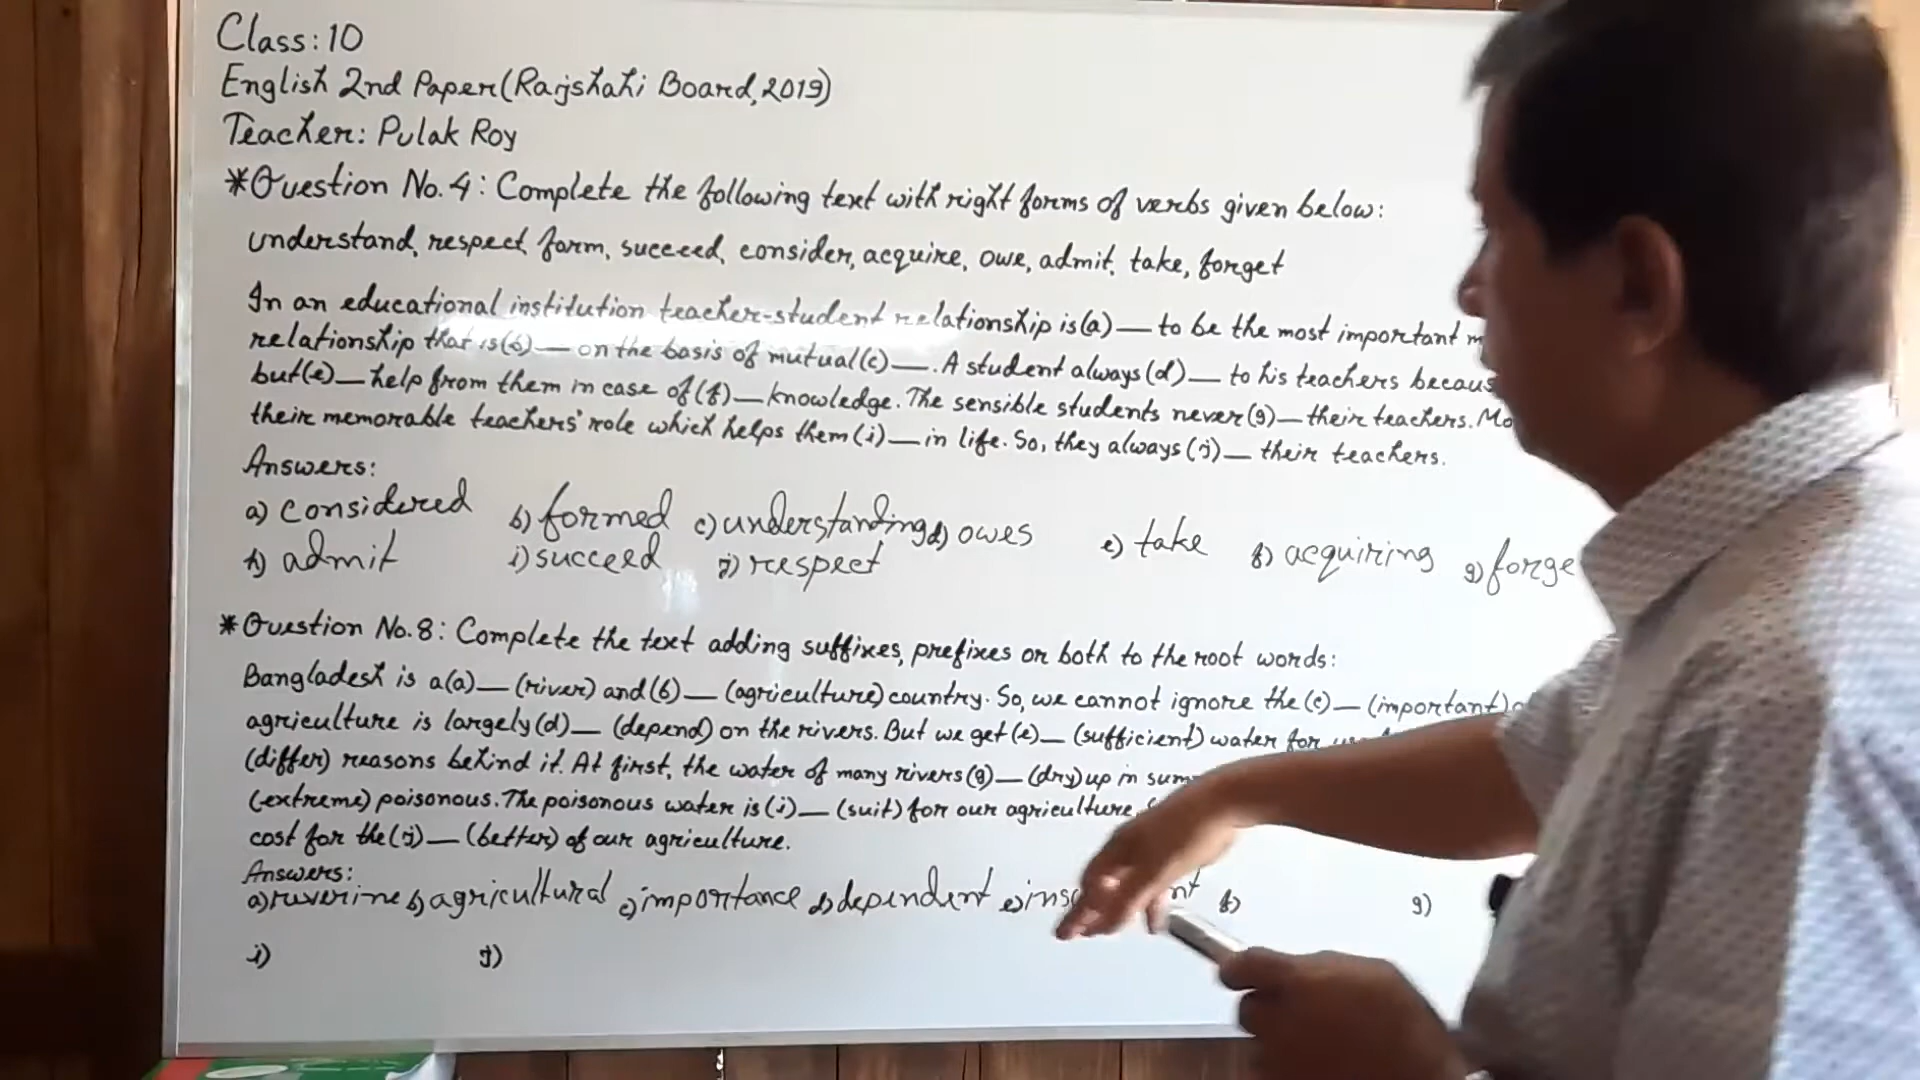 Class: 10
English 2nd Paper (Rajshahi Board, 2019)
Teacher: Pulak Roy
*Question No. 4: Complete the following text with right forms of verbs given below:
understand, respect, form, succeed, consider, acquire, owe, admit, take, forget
In an educational institution teacher-student relationship is (a) — to be the most important
relationship that is (b) — on the basis of mutual (c) —. A student always (d) — to his teachers
but (e) — help from them in case of (f) — knowledge. The sensible students never (g) — their teachers.
their memorable teachers' role which helps them (i) — in life. So, they always (j) — their teachers.
Answers:
a) considered b) formed c) understanding d) owes e) take f) acquiring g)
h) admit i) succeed j) respect
*Question No. 8: Complete the text adding suffixes, prefixes or both to the root words:
Bangladesh is a (a) — (river) and (b) — (agriculture) country. So, we cannot ignore the (c) — (important)
agriculture is largely (d) — (depend) on the rivers. But we get (e) — (sufficient) water for
(differ) reasons behind it. At first, the water of many rivers (g) — (dry) up in
(extreme) poisonous. The poisonous water is (i) — (suit) for our agriculture.
cost for the (j) — (better) of our agriculture.
Answers:
a) riverine b) agricultural c) importance d) dependent e) f) g)
i) j)